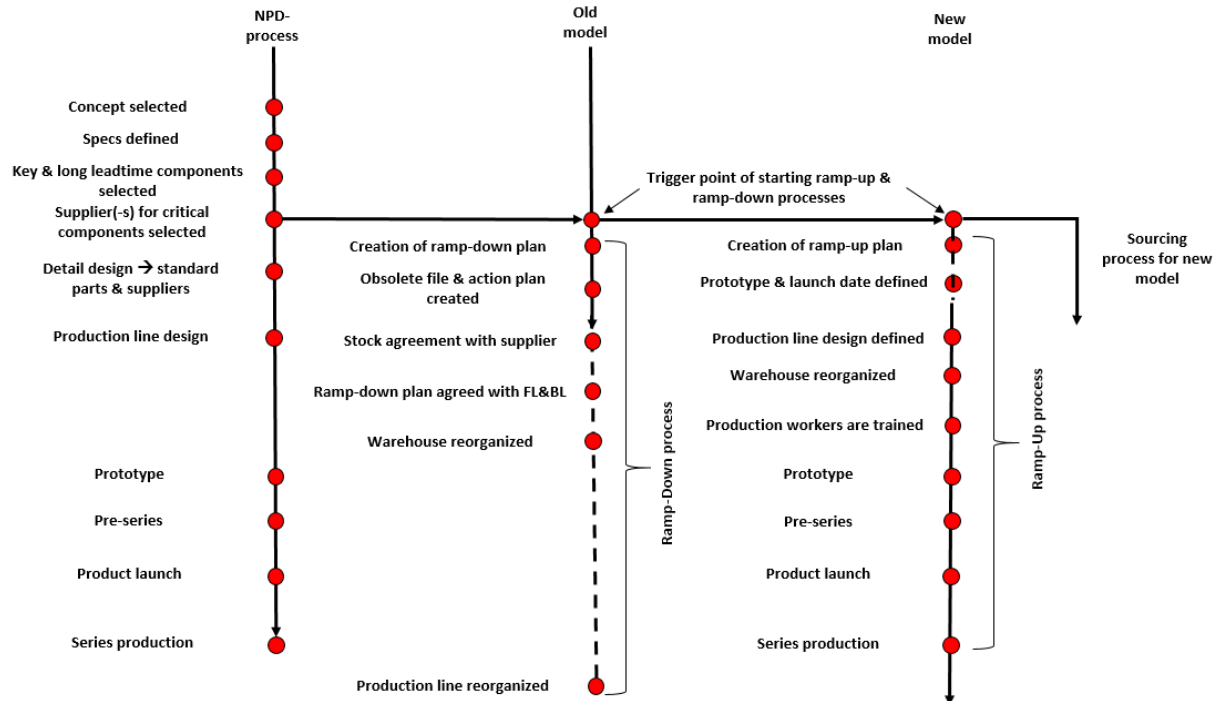 NPD-
process
Old
model
New
model
Concept selected
Specs defined
Key & long leadtime components
selected
Supplier(-s) for critical
components selected
Detail design → standard
parts & suppliers
Production line design
Prototype
Pre-series
Product launch
Series production
Trigger point of starting ramp-up &
ramp-down processes
Creation of ramp-down plan
Obsolete file & action plan
created
Stock agreement with supplier
Ramp-down plan agreed with FL&BL
Warehouse reorganized
Production line reorganized
Ramp-Down process
Creation of ramp-up plan
Prototype & launch date defined
Production line design defined
Warehouse reorganized
Production workers are trained
Prototype
Pre-series
Product launch
Series production
Ramp-Up process
Sourcing
process for new
model